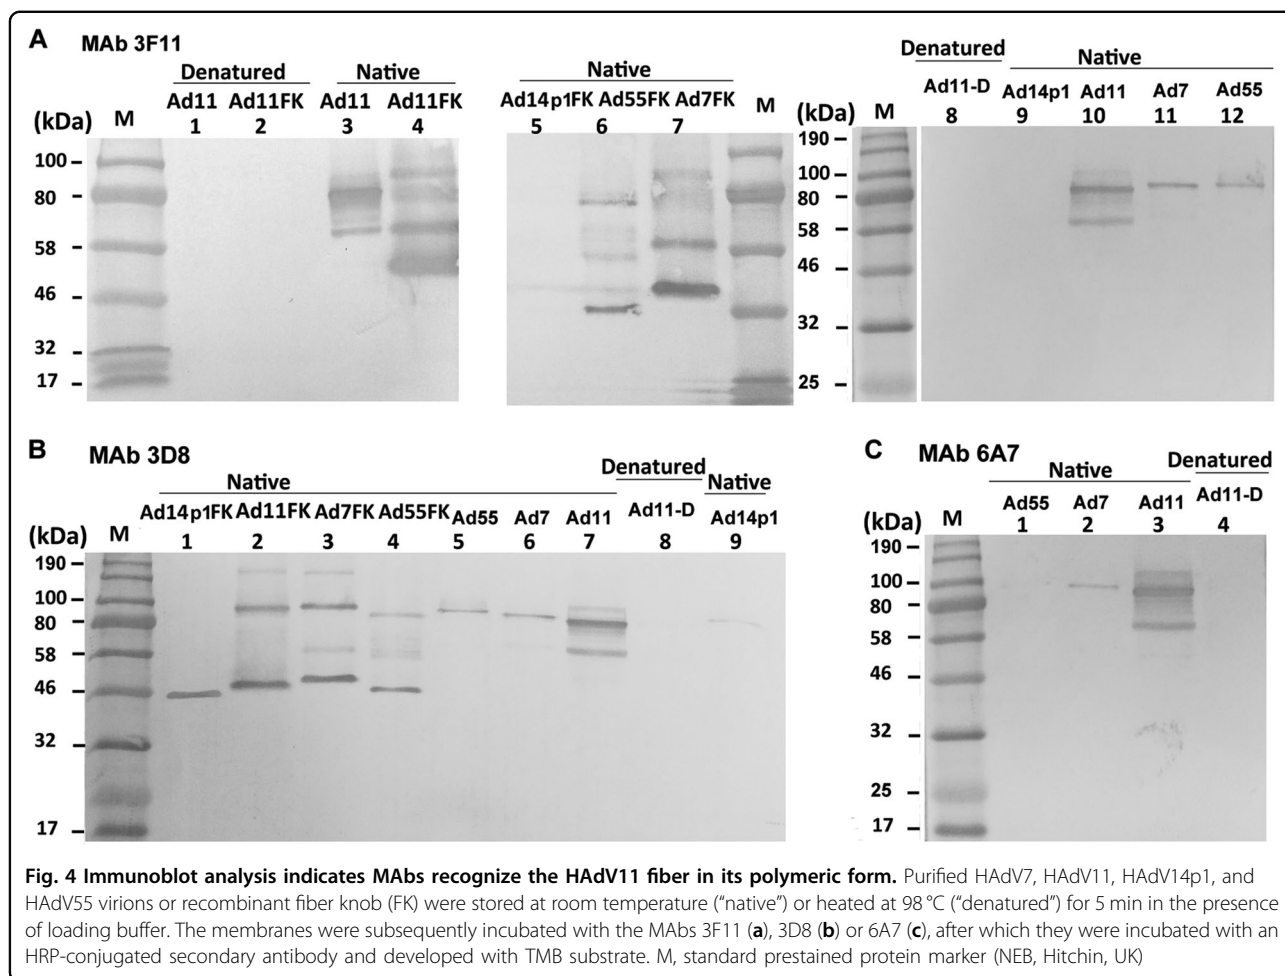 A MAb 3F11
Denatured Native
Ad11 Ad11FK Ad11 Ad11FK
(kDa) M 1 2 3 4
100
80
58
46
32
17
Native
Ad14p1FK Ad55FK Ad7FK M
5 6 7
Denatured Native
Ad11-D Ad14p1 Ad11 Ad7 Ad55
(kDa) M 8 9 10 11 12
190
100
80
58
46
32
25
B MAb 3D8
Native Denatured Native
Ad14p1FK Ad11FK Ad7FK Ad55FK Ad55 Ad7 Ad11 Ad11-D Ad14p1
(kDa) M 1 2 3 4 5 6 7 8 9
190
100
80
58
46
32
17
C MAb 6A7
Native Denatured
Ad55 Ad7 Ad11 Ad11-D
(kDa) M 1 2 3 4
190
100
80
58
46
32
25
17
Fig. 4 Immunoblot analysis indicates MAbs recognize the HAdV11 fiber in its polymeric form. Purified HAdV7, HAdV11, HAdV14p1, and
HAdV55 virions or recombinant fiber knob (FK) were stored at room temperature (“native”) or heated at 98 °C (“denatured”) for 5 min in the presence
of loading buffer. The membranes were subsequently incubated with the MAbs 3F11 (a), 3D8 (b) or 6A7 (c), after which they were incubated with an
HRP-conjugated secondary antibody and developed with TMB substrate. M, standard prestained protein marker (NEB, Hitchin, UK)